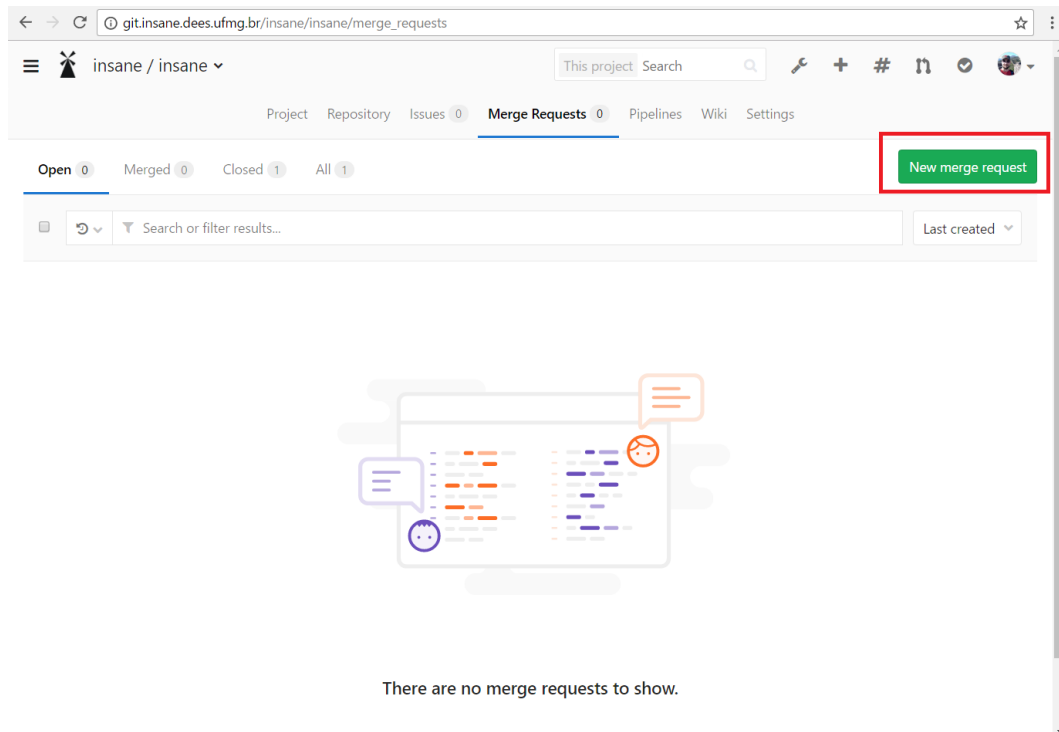 git.insane.dees.ufmg.br/insane/insane/merge_requests
insane / insane
This project Search
Project Repository Issues 0 Merge Requests 0 Pipelines Wiki Settings
Open 0 Merged 0 Closed 1 All 1
New merge request
Search or filter results...
Last created
There are no merge requests to show.